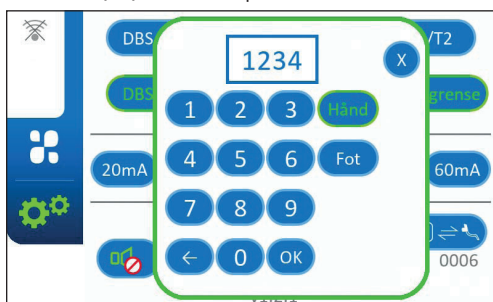 DBS
1234
X
/T2
DBS
1 2 3 Hånd
grense
20mA
4 5 6 Fot
60mA
7 8 9
← 0 OK
0006